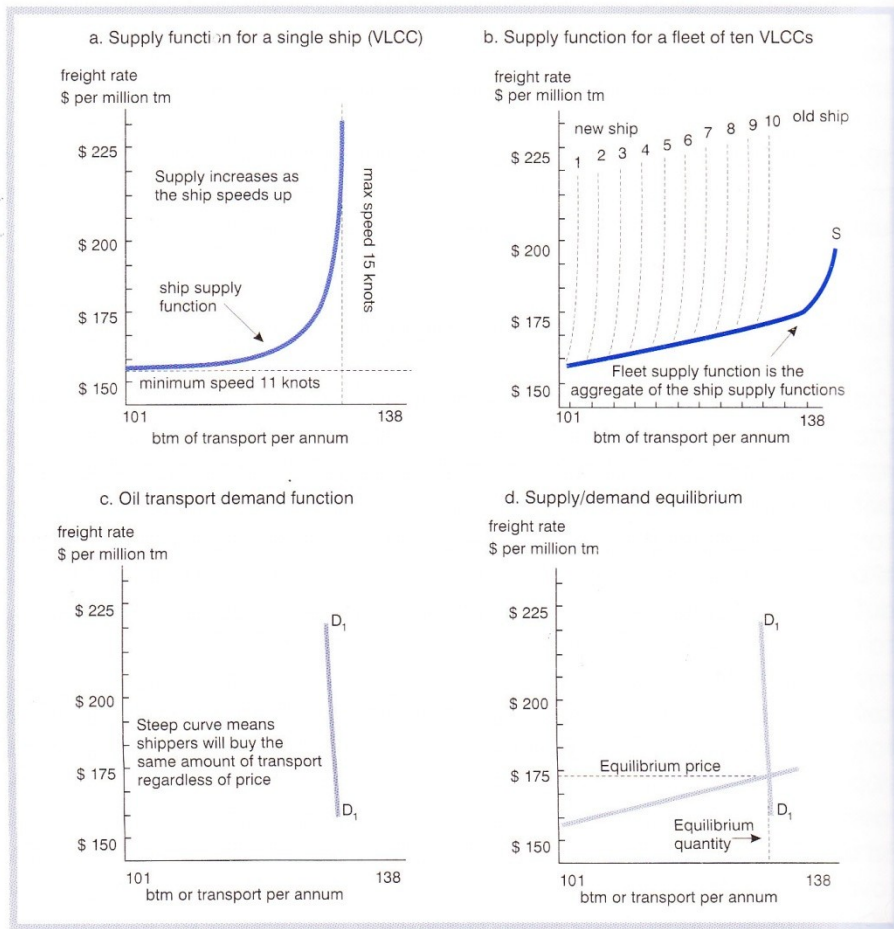 a. Supply function for a single ship (VLCC)
freight rate
$ per million tm
$ 225
$ 200
$ 175
$ 150
Supply increases as
the ship speeds up
ship supply
function
max speed 15 knots
minimum speed 11 knots
101
138
btm of transport per annum
b. Supply function for a fleet of ten VLCCs
freight rate
$ per million tm
new ship
old ship
1 2 3 4 5 6 7 8 9 10
$ 225
$ 200
$ 175
$ 150
S
Fleet supply function is the
aggregate of the ship supply functions
101
138
btm of transport per annum
c. Oil transport demand function
freight rate
$ per million tm
$ 225
$ 200
$ 175
$ 150
D1
Steep curve means
shippers will buy the
same amount of transport
regardless of price
D1
101
138
btm or transport per annum
d. Supply/demand equilibrium
freight rate
$ per million tm
$ 225
$ 200
$ 175
$ 150
D1
Equilibrium price
D1
Equilibrium
quantity
101
138
btm or transport per annum